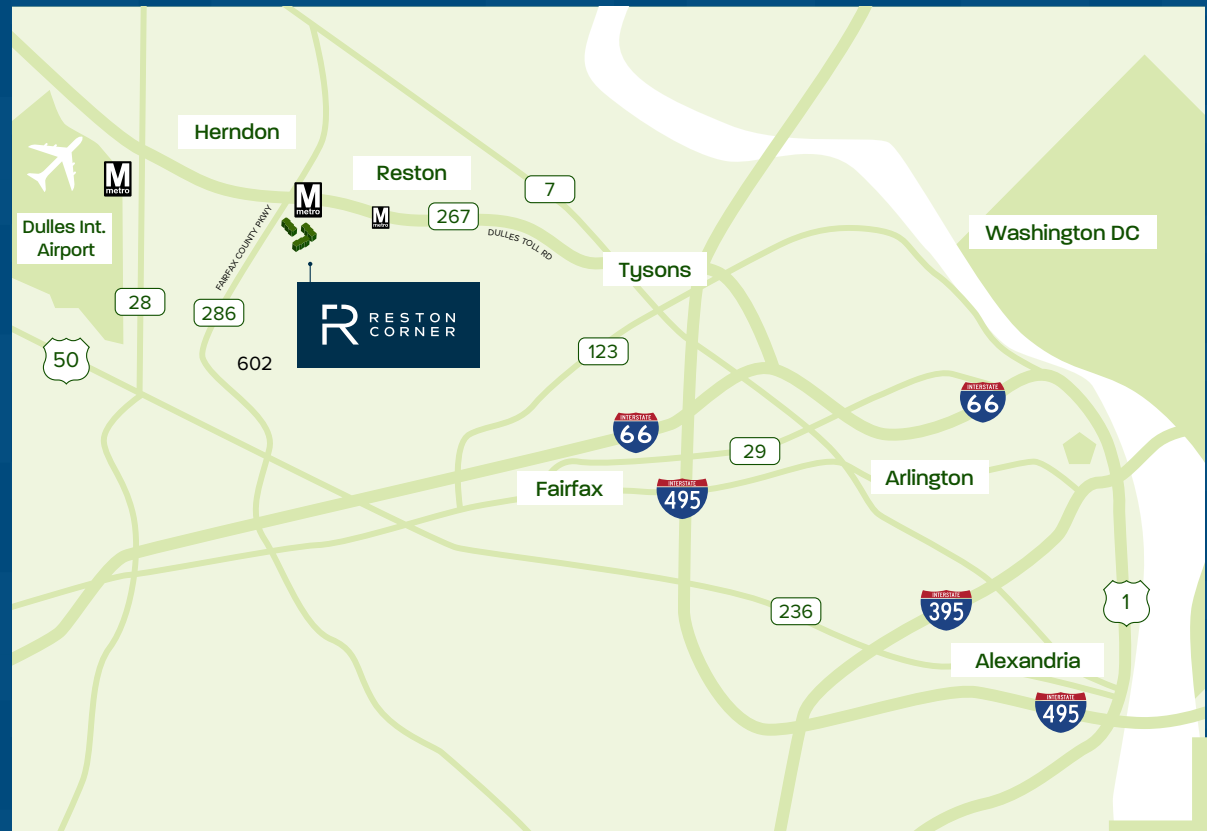 Herndon
M
metro
Reston
7
M
metro
M
metro
267
Dulles Int.
Airport
FAIRFAX COUNTY PKWY
DULLES TOLL RD
Washington DC
Tysons
28
286
RESTON
CORNER
50
602
123
INTERSTATE
66
INTERSTATE
66
29
Fairfax
INTERSTATE
495
Arlington
236
INTERSTATE
395
1
Alexandria
INTERSTATE
495